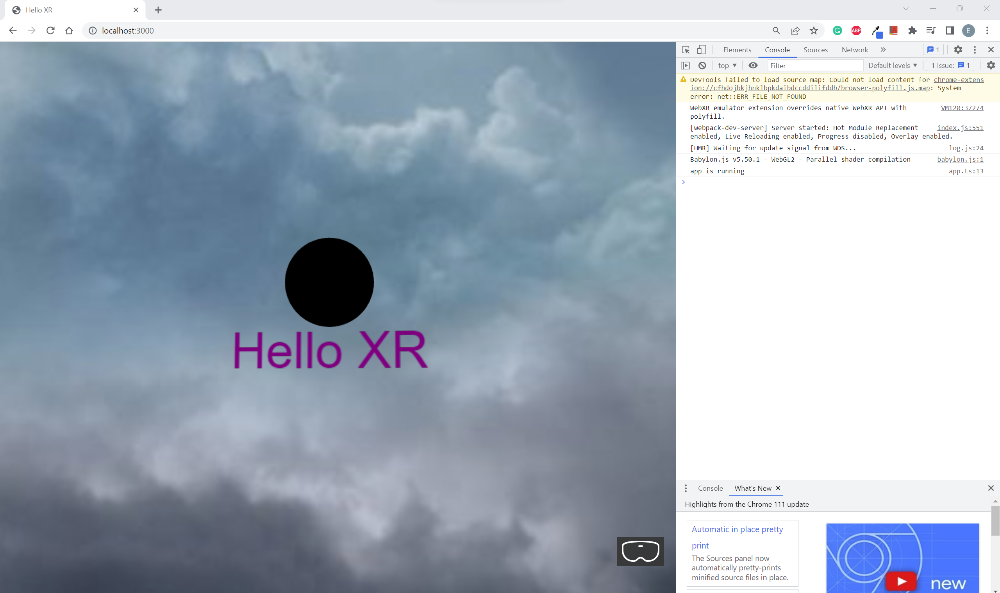 Hello XR
localhost:3000
ABP
E
Elements
Console
Sources
Network
1
top
Filter
Default levels
1 Issue:
1
DevTools failed to load source map: Could not load content for chrome-extens
ion://cfhdojbkjhnklbpkdaibdccddilifddb/browser-polyfill.js.map: System
error: net::ERR_FILE_NOT_FOUND
WebXR emulator extension overrides native WebXR API with VM120:37274
polyfill.
[webpack-dev-server] Server started: Hot Module Replacement index.js:551
enabled, Live Reloading enabled, Progress disabled, Overlay enabled.
[HMR] Waiting for update signal from WDS... log.js:24
Babylon.js v5.50.1 - WebGL2 - Parallel shader compilation babylon.js:1
app is running app.ts:13
Hello XR
Console
What's New
Highlights from the Chrome 111 update
Automatic in place pretty
print
The Sources panel now
automatically pretty-prints
minified source files in place.
new